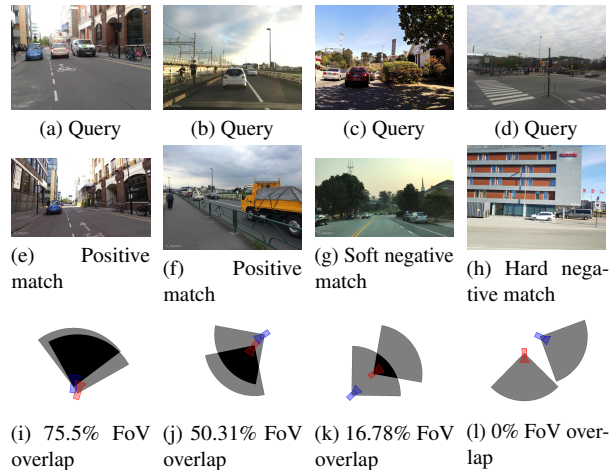 (a) Query
(b) Query
(c) Query
(d) Query
(e) Positive
match
(f) Positive
match
(g) Soft negative
match
(h) Hard nega-
tive match
(i) 75.5% FoV
overlap
(j) 50.31% FoV
overlap
(k) 16.78% FoV
overlap
(l) 0% FoV over-
lap